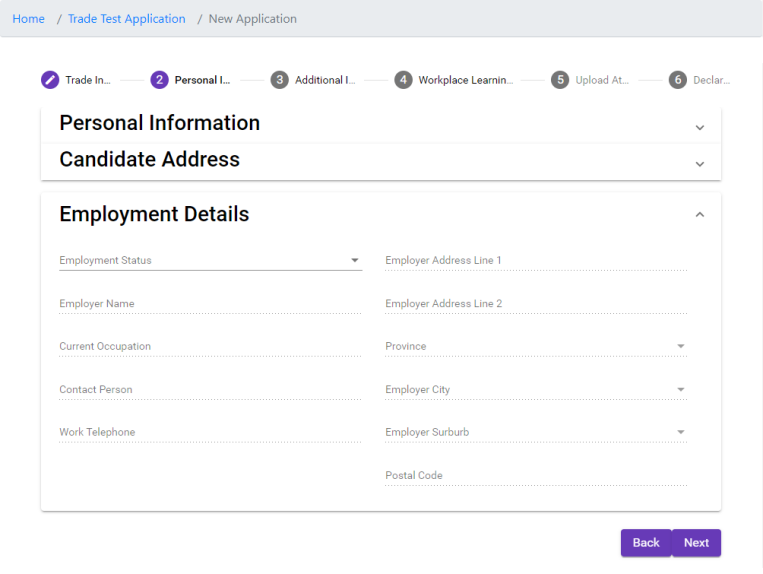 Home / Trade Test Application / New Application
Trade In... 2 Personal I... 3 Additional I... 4 Workplace Learnin... 5 Upload At... 6 Declar...
Personal Information
Candidate Address
Employment Details
Employment Status
Employer Address Line 1
Employer Name
Employer Address Line 2
Current Occupation
Province
Contact Person
Employer City
Work Telephone
Employer Surburb
Postal Code
Back Next